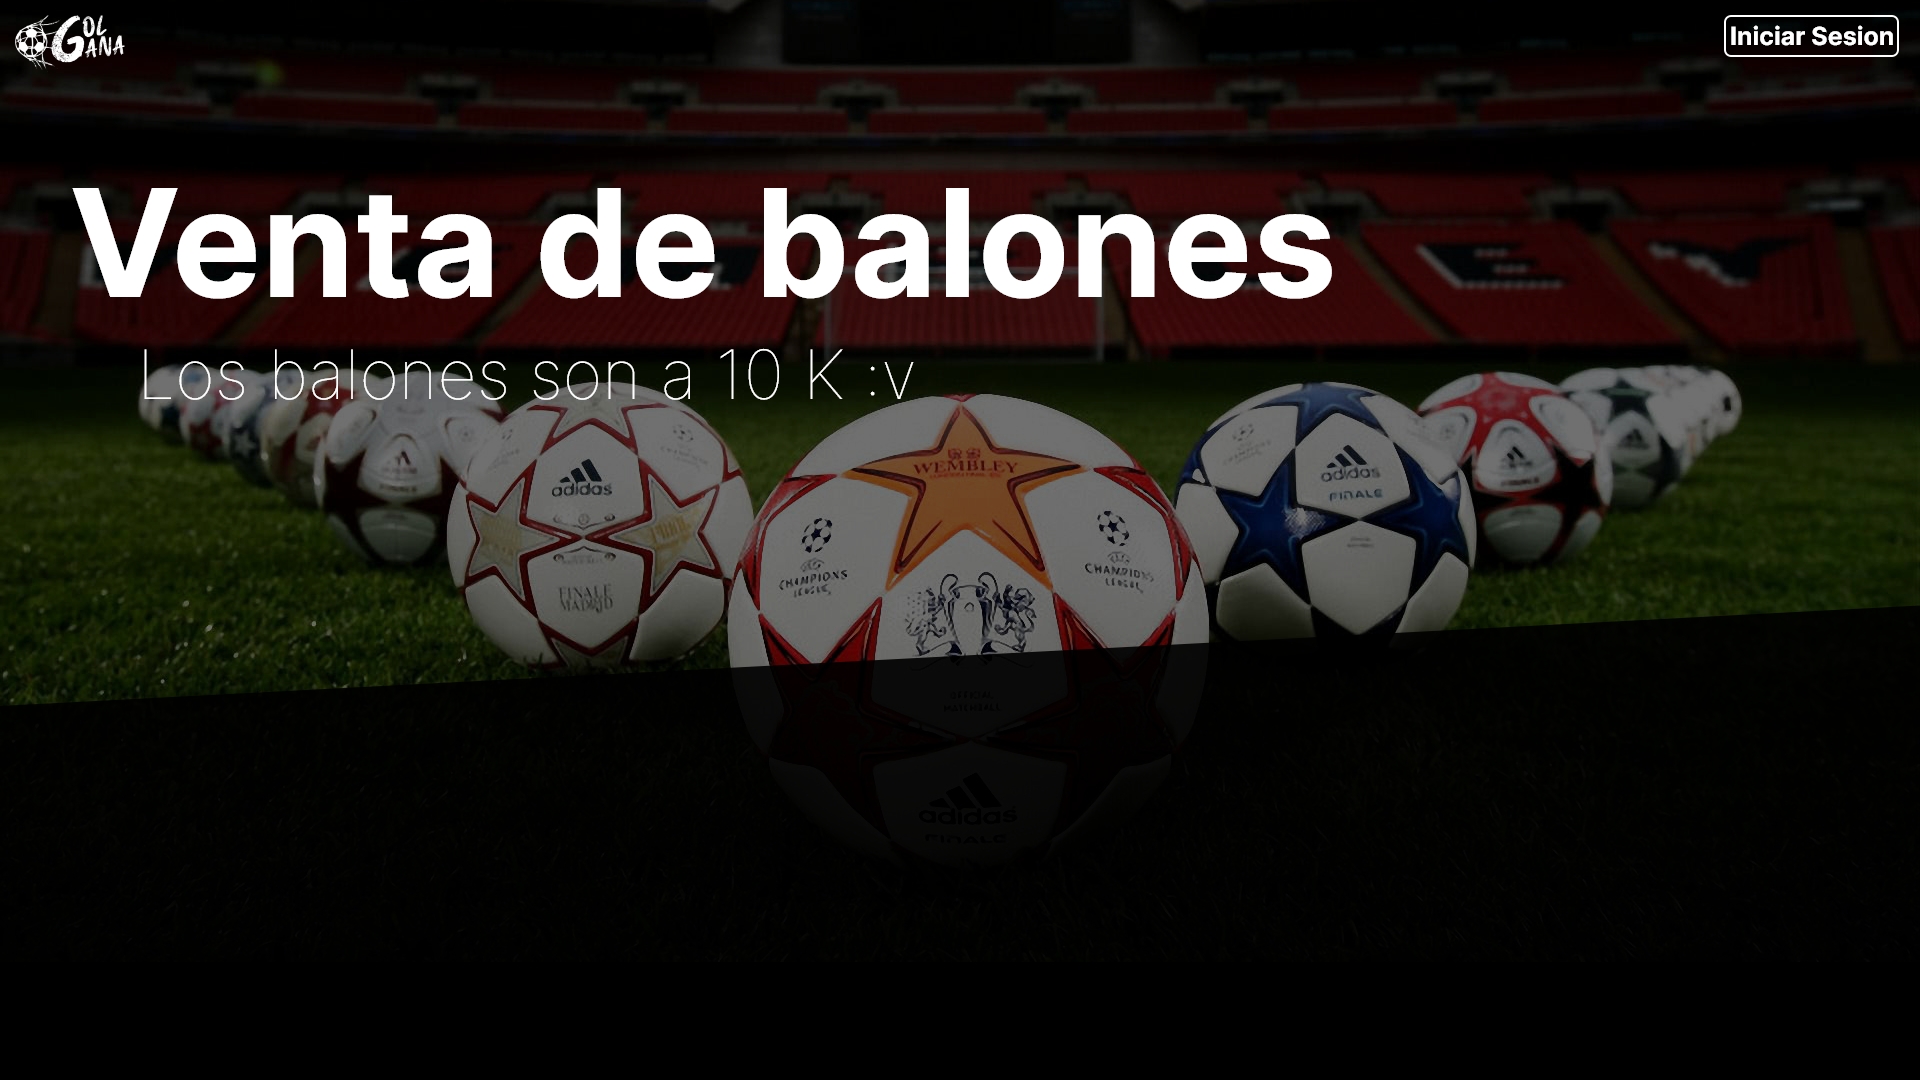 GOL
GANA
Iniciar Sesion
Venta de balones
Los balones son a 10 K :v
WEMBLEY
adidas
adidas
FINALE
CHAMPIONS
LEAGUE
CHAMPIONS
LEAGUE
FINALE
MADRID
OFFICIAL
MATCHBALL
adidas
FINALE